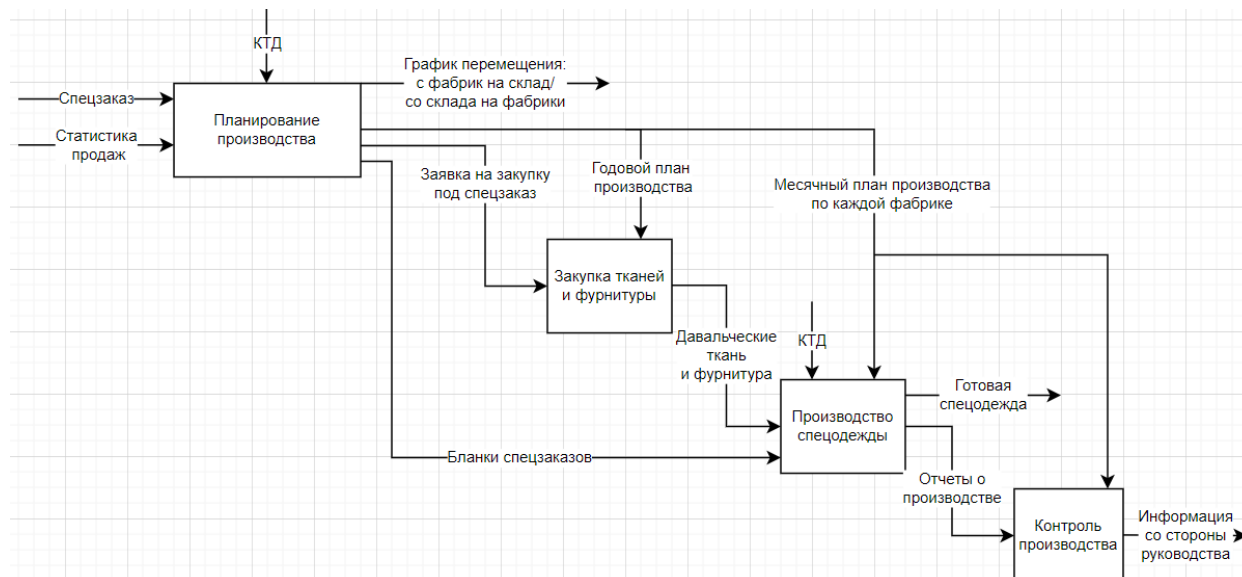 КТД
График перемещения:
с фабрик на склад/
со склада на фабрики
Спецзаказ
Планирование
производства
Статистика
продаж
Заявка на закупку
под спецзаказ
Годовой план
производства
Месячный план производства
по каждой фабрике
Закупка тканей
и фурнитуры
Давальческие
ткань
и фурнитура
КТД
Готовая
спецодежда
Производство
спецодежды
Бланки спецзаказов
Отчеты о
производстве
Контроль
производства
Информация
со стороны
руководства